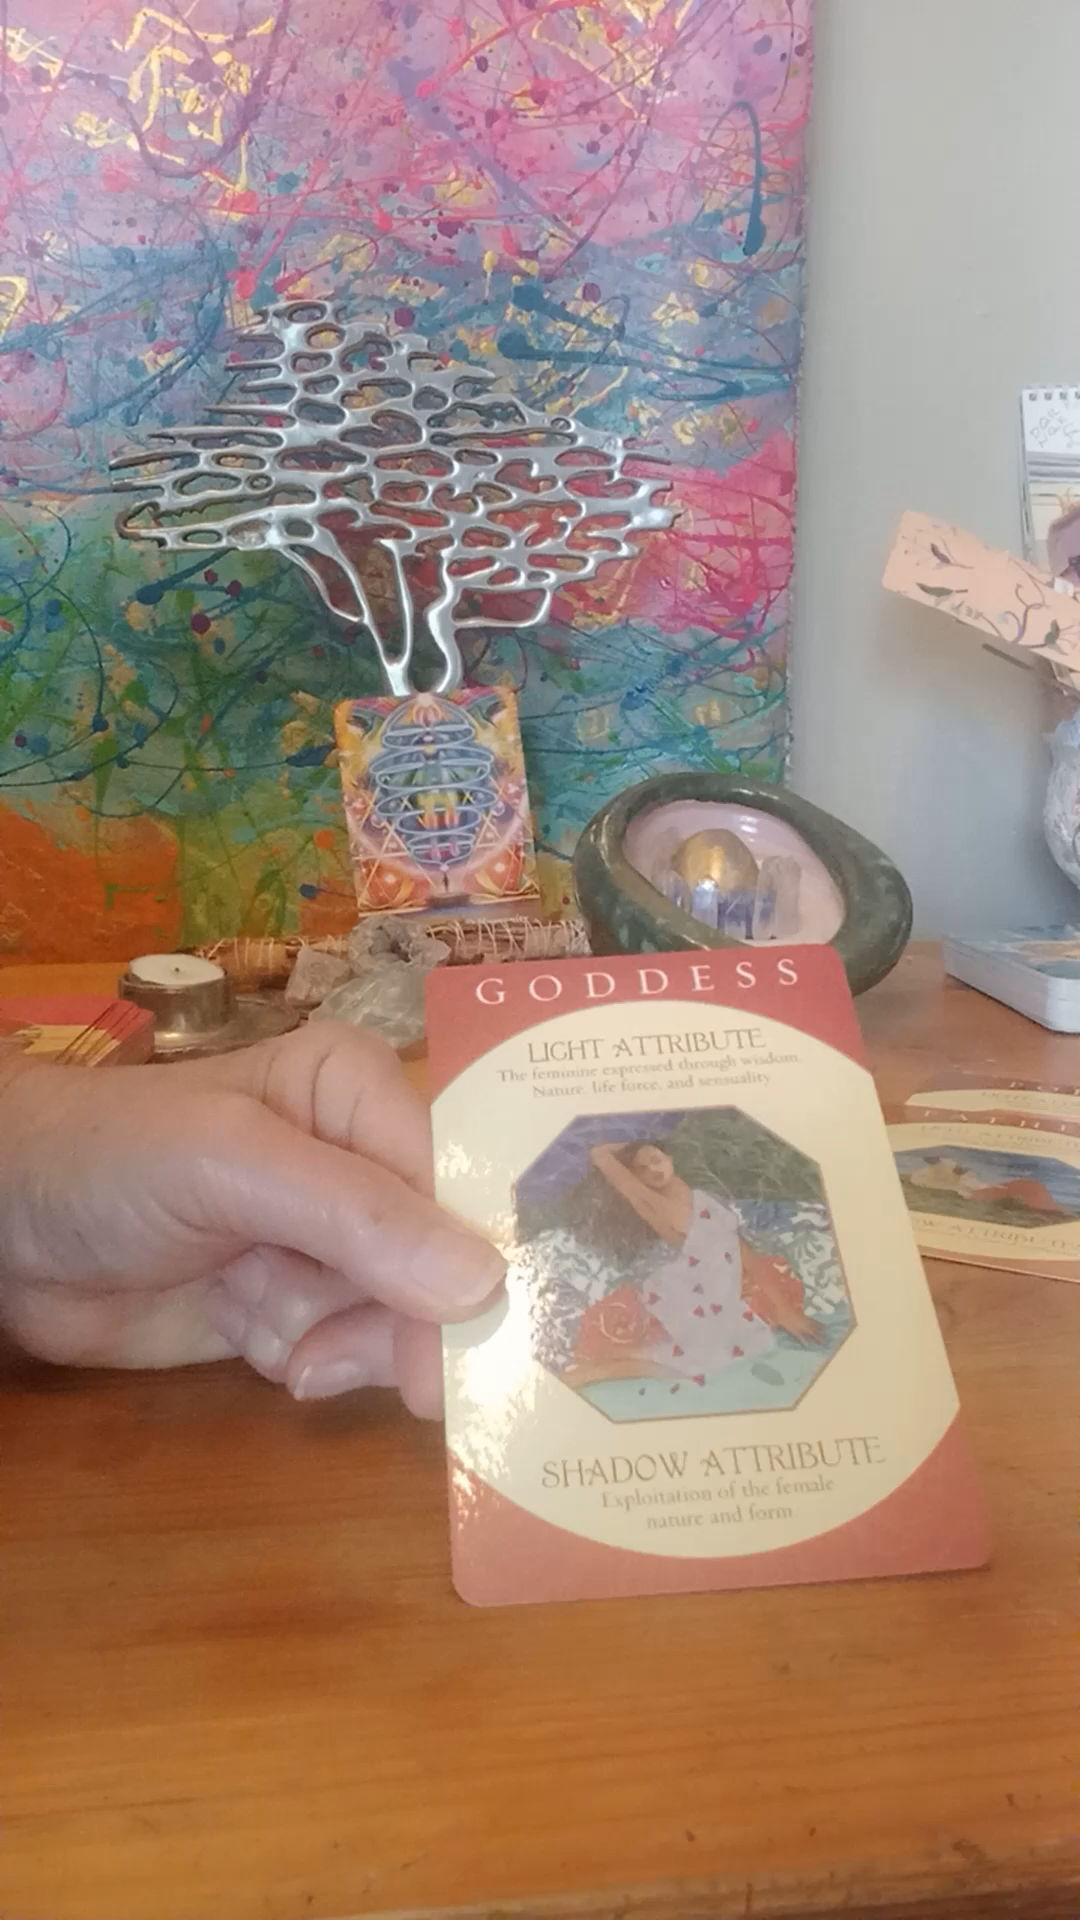 GODDESS
LIGHT ATTRIBUTE
The feminine expressed through wisdom.
Nature, life force, and sensuality
SHADOW ATTRIBUTE
Exploitation of the female
nature and form